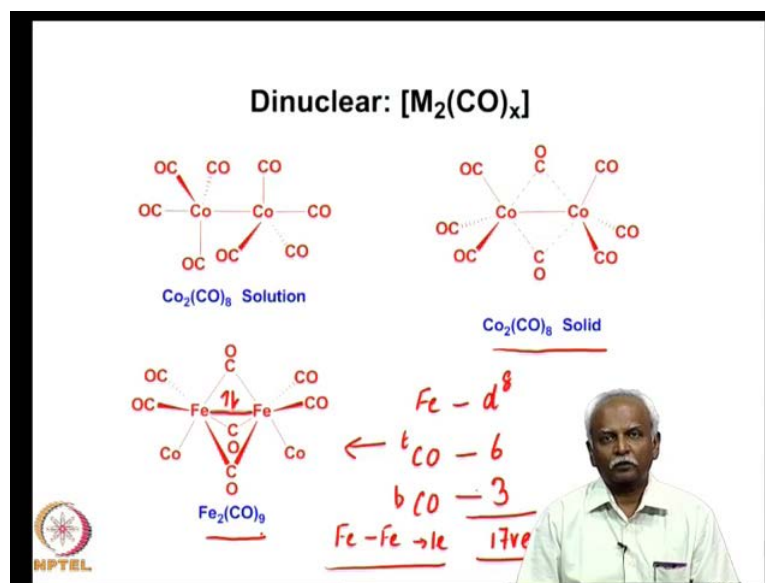 Dinuclear: [M₂(CO)ₓ]
OC CO CO
OC Co Co CO
OC OC CO
Co₂(CO)₈ Solution
O
C
OC CO
Co Co
OC CO
OC CO
C
O
Co₂(CO)₈ Solid
O
C
OC CO
OC Fe ↑↓ Fe CO
C
O
Co Co
C
O
Fe₂(CO)₉
Fe - d⁸
← ᵗCO - 6
bCO - 3
Fe-Fe → 1e 17ve
NPTEL